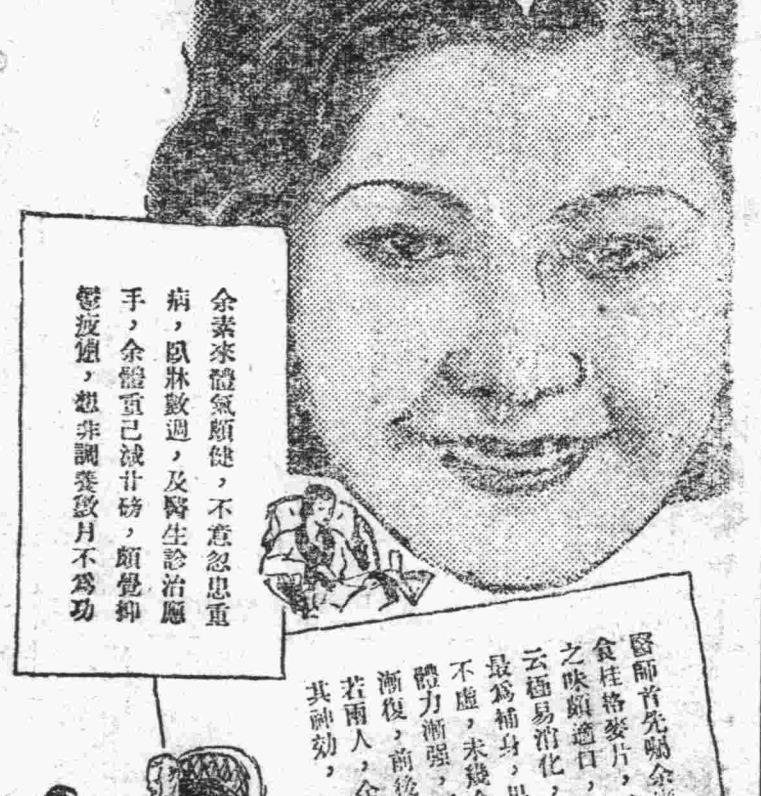 余素來體氣頗健，不意忽患重
病，臥牀數週，及醫生診治應
手，余體重已減廿磅，頗覺抑
鬱疲憊，想非調養數月不爲功
醫師首先囑余
食桂格麥片，
之味頗適口，
云極易消化，
最爲補身，
不虛，未幾
體力漸强，
漸復，前後
若兩人，
其神効，